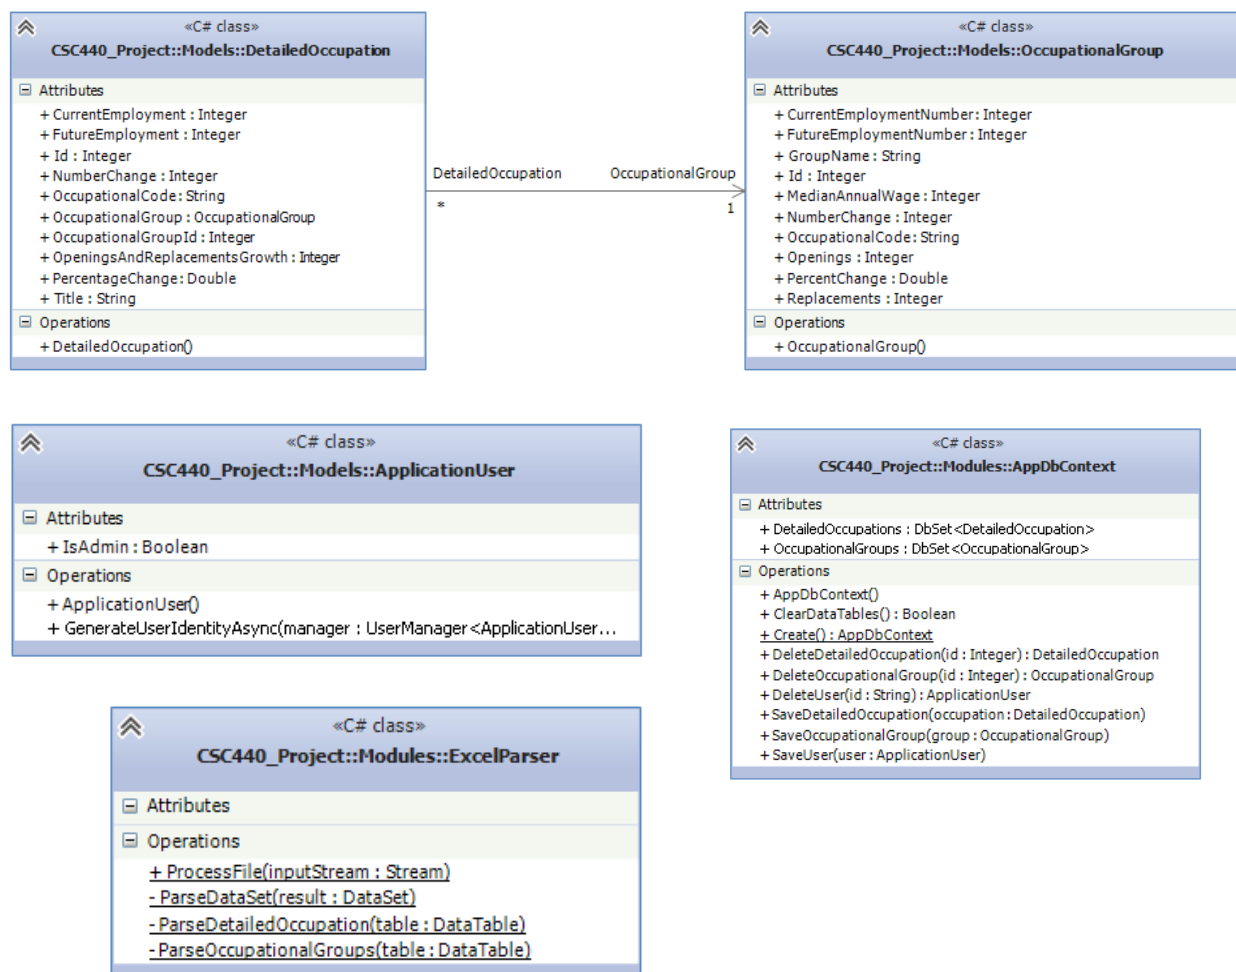 «C# class»
CSC440_Project::Models::DetailedOccupation
Attributes
+ CurrentEmployment : Integer
+ FutureEmployment : Integer
+ Id : Integer
+ NumberChange : Integer
+ OccupationalCode : String
+ OccupationalGroup : OccupationalGroup
+ OccupationalGroupId : Integer
+ OpeningsAndReplacementsGrowth : Integer
+ PercentageChange : Double
+ Title : String
Operations
+ DetailedOccupation()
DetailedOccupation
*
OccupationalGroup
1
«C# class»
CSC440_Project::Models::OccupationalGroup
Attributes
+ CurrentEmploymentNumber : Integer
+ FutureEmploymentNumber : Integer
+ GroupName : String
+ Id : Integer
+ MedianAnnualWage : Integer
+ NumberChange : Integer
+ OccupationalCode : String
+ Openings : Integer
+ PercentChange : Double
+ Replacements : Integer
Operations
+ OccupationalGroup()
«C# class»
CSC440_Project::Models::ApplicationUser
Attributes
+ IsAdmin : Boolean
Operations
+ ApplicationUser()
+ GenerateUserIdentityAsync(manager : UserManager<ApplicationUser...
«C# class»
CSC440_Project::Modules::AppDbContext
Attributes
+ DetailedOccupations : DbSet<DetailedOccupation>
+ OccupationalGroups : DbSet<OccupationalGroup>
Operations
+ AppDbContext()
+ ClearDataTables() : Boolean
+ Create() : AppDbContext
+ DeleteDetailedOccupation(id : Integer) : DetailedOccupation
+ DeleteOccupationalGroup(id : Integer) : OccupationalGroup
+ DeleteUser(id : String) : ApplicationUser
+ SaveDetailedOccupation(occupation : DetailedOccupation)
+ SaveOccupationalGroup(group : OccupationalGroup)
+ SaveUser(user : ApplicationUser)
«C# class»
CSC440_Project::Modules::ExcelParser
Attributes
Operations
+ ProcessFile(inputStream : Stream)
- ParseDataSet(result : DataSet)
- ParseDetailedOccupation(table : DataTable)
- ParseOccupationalGroups(table : DataTable)